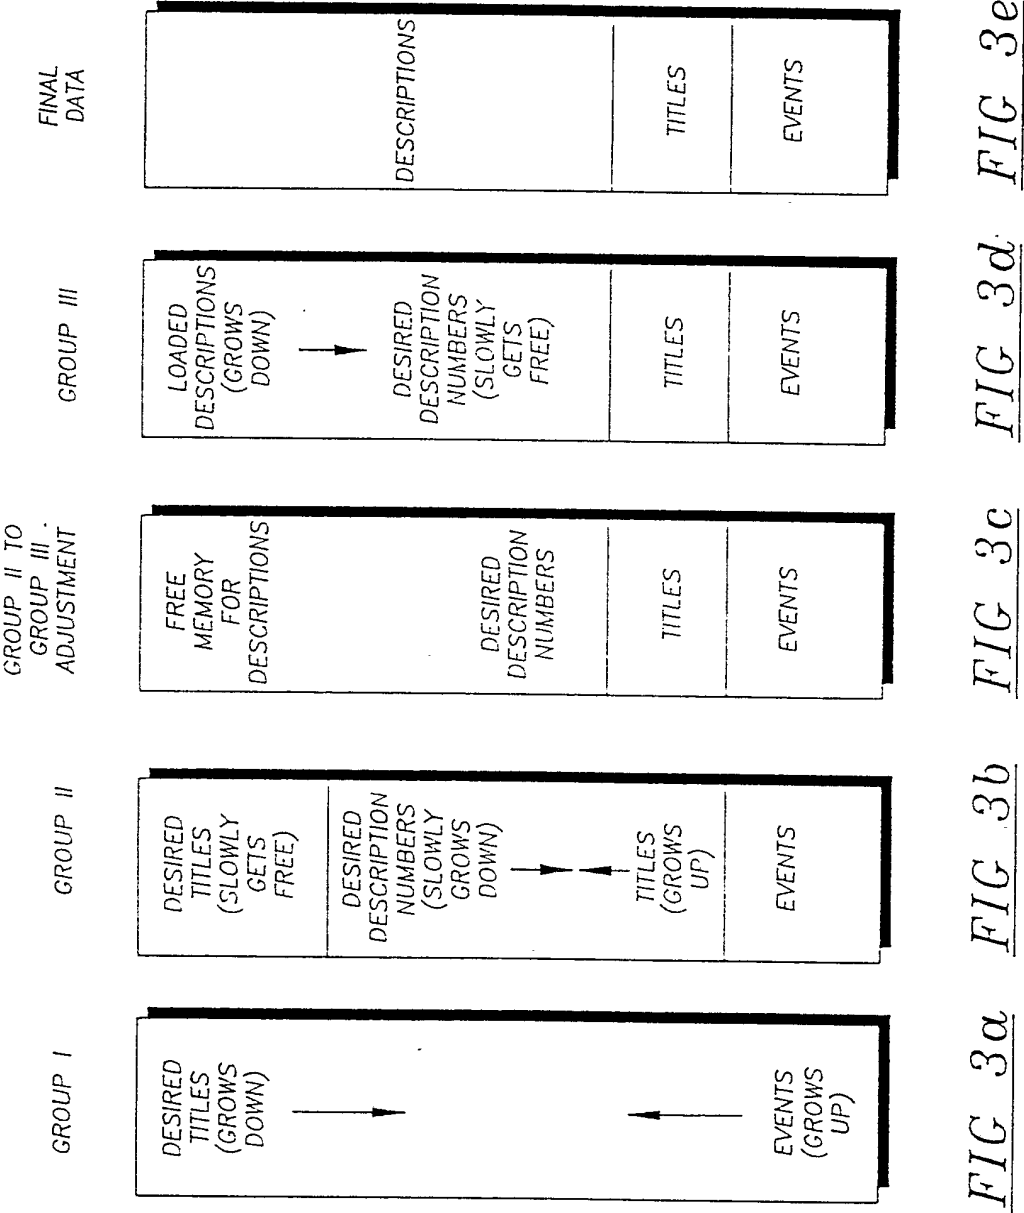 GROUP I
DESIRED
TITLES
(GROWS
DOWN)
EVENTS
(GROWS
UP)
FIG 3a
GROUP II
DESIRED
TITLES
(SLOWLY
GETS
FREE)
DESIRED
DESCRIPTION
NUMBERS
(SLOWLY
GROWS
DOWN)
TITLES
(GROWS
UP)
EVENTS
FIG 3b
GROUP II TO
GROUP III.
ADJUSTMENT
FREE
MEMORY
FOR
DESCRIPTIONS
DESIRED
DESCRIPTION
NUMBERS
TITLES
EVENTS
FIG 3c
GROUP III
LOADED
DESCRIPTIONS
(GROWS
DOWN)
DESIRED
DESCRIPTION
NUMBERS
(SLOWLY
GETS
FREE)
TITLES
EVENTS
FIG 3d
FINAL
DATA
DESCRIPTIONS
TITLES
EVENTS
FIG 3e